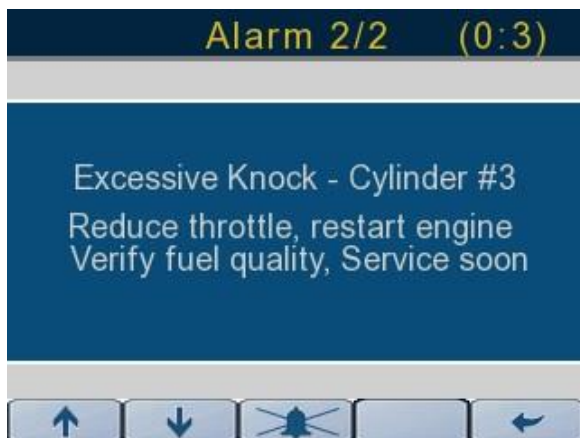 Alarm 2/2 (0:3)
Excessive Knock - Cylinder #3
Reduce throttle, restart engine
Verify fuel quality, Service soon